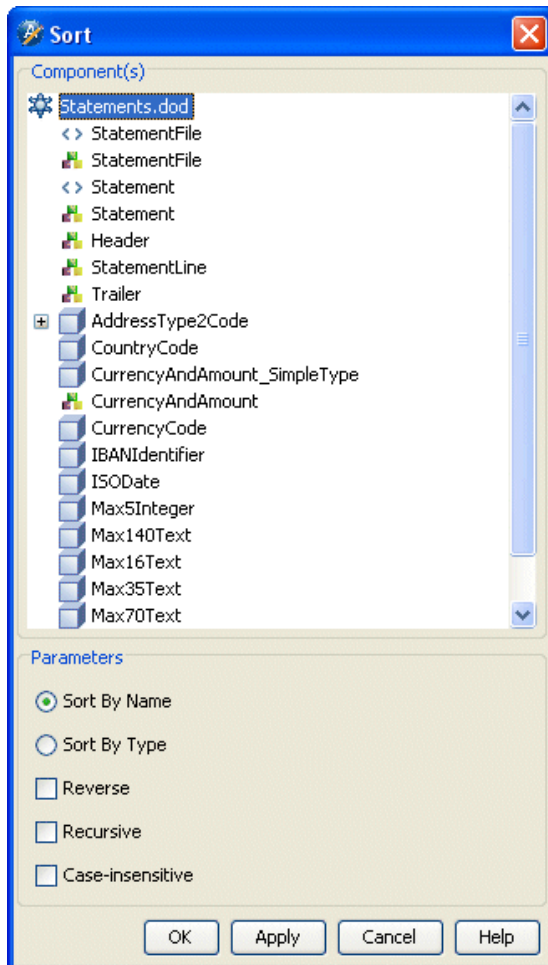 Sort
Component(s)
Statements.dod
StatementFile
StatementFile
Statement
Statement
Header
StatementLine
Trailer
AddressType2Code
CountryCode
CurrencyAndAmount_SimpleType
CurrencyAndAmount
CurrencyCode
IBANIdentifier
ISODate
Max5Integer
Max140Text
Max16Text
Max35Text
Max70Text
Parameters
Sort By Name
Sort By Type
Reverse
Recursive
Case-insensitive
OK Apply Cancel Help